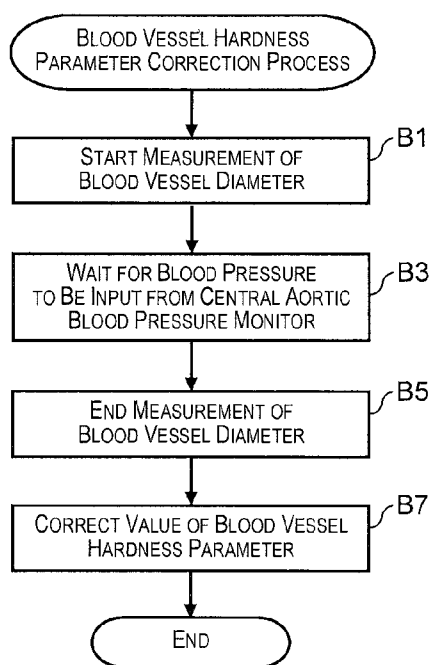 BLOOD VESSEL HARDNESS
PARAMETER CORRECTION PROCESS
B1
START MEASUREMENT OF
BLOOD VESSEL DIAMETER
B3
WAIT FOR BLOOD PRESSURE
TO BE INPUT FROM CENTRAL AORTIC
BLOOD PRESSURE MONITOR
B5
END MEASUREMENT OF
BLOOD VESSEL DIAMETER
B7
CORRECT VALUE OF BLOOD VESSEL
HARDNESS PARAMETER
END